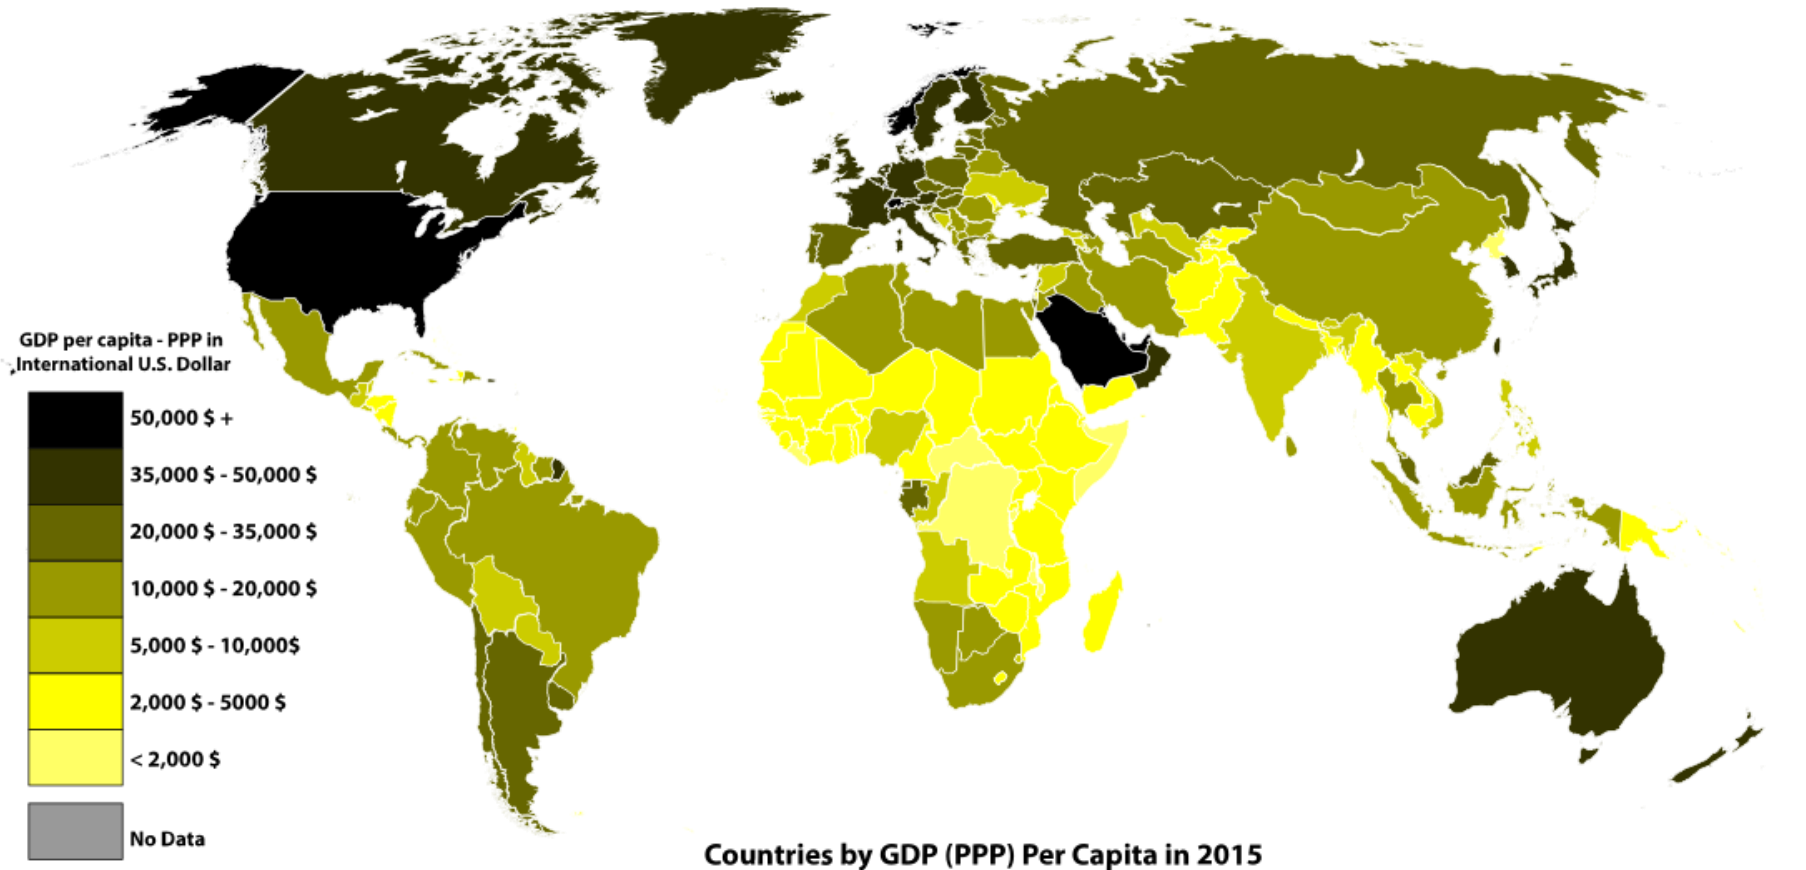 GDP per capita - PPP in
International U.S. Dollar
50,000 $ +
35,000 $ - 50,000 $
20,000 $ - 35,000 $
10,000 $ - 20,000 $
5,000 $ - 10,000$
2,000 $ - 5000 $
< 2,000 $
No Data
Countries by GDP (PPP) Per Capita in 2015